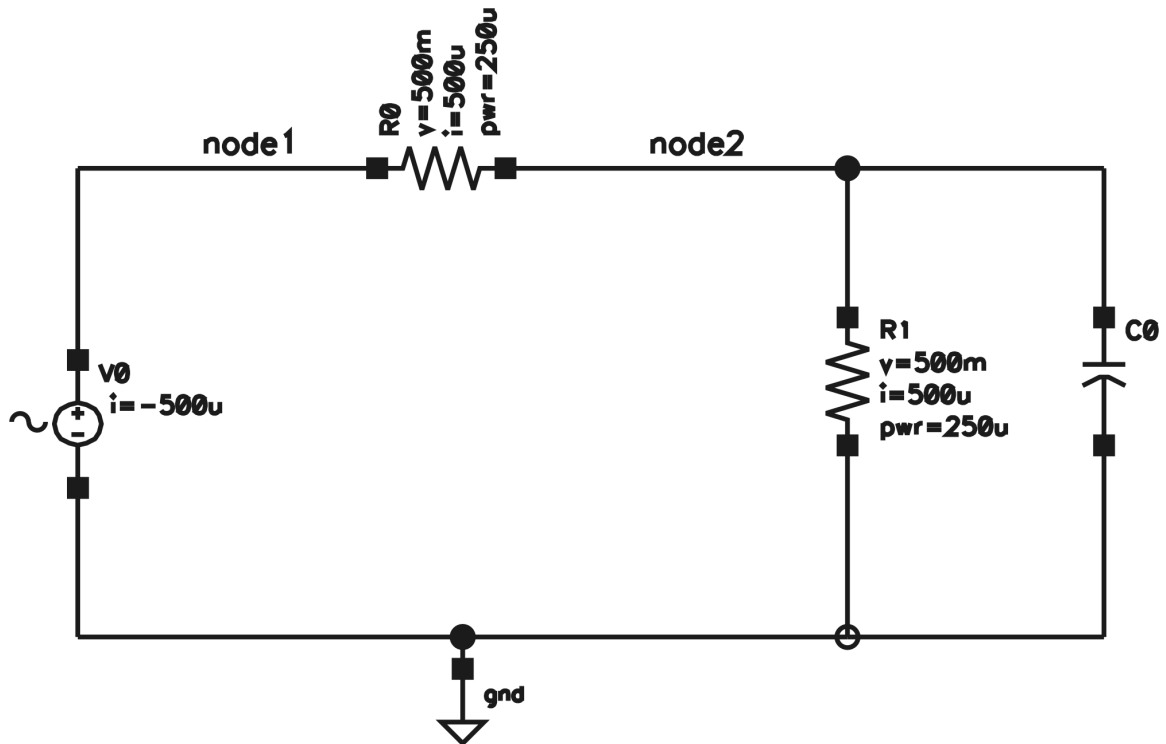 R0
v=500m
i=500u
pwr=250u
node1
node2
V0
i=-500u
R1
v=500m
i=500u
pwr=250u
C0
gnd